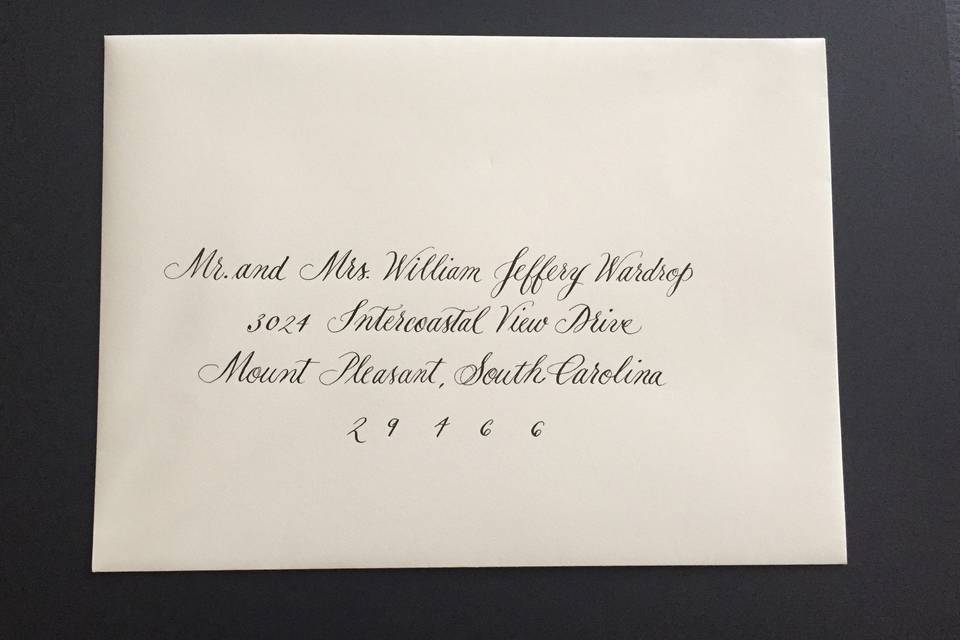 Mr. and Mrs. William Jeffery Wardrop
3024 Intercoastal View Drive
Mount Pleasant, South Carolina
2 9 4 6 6